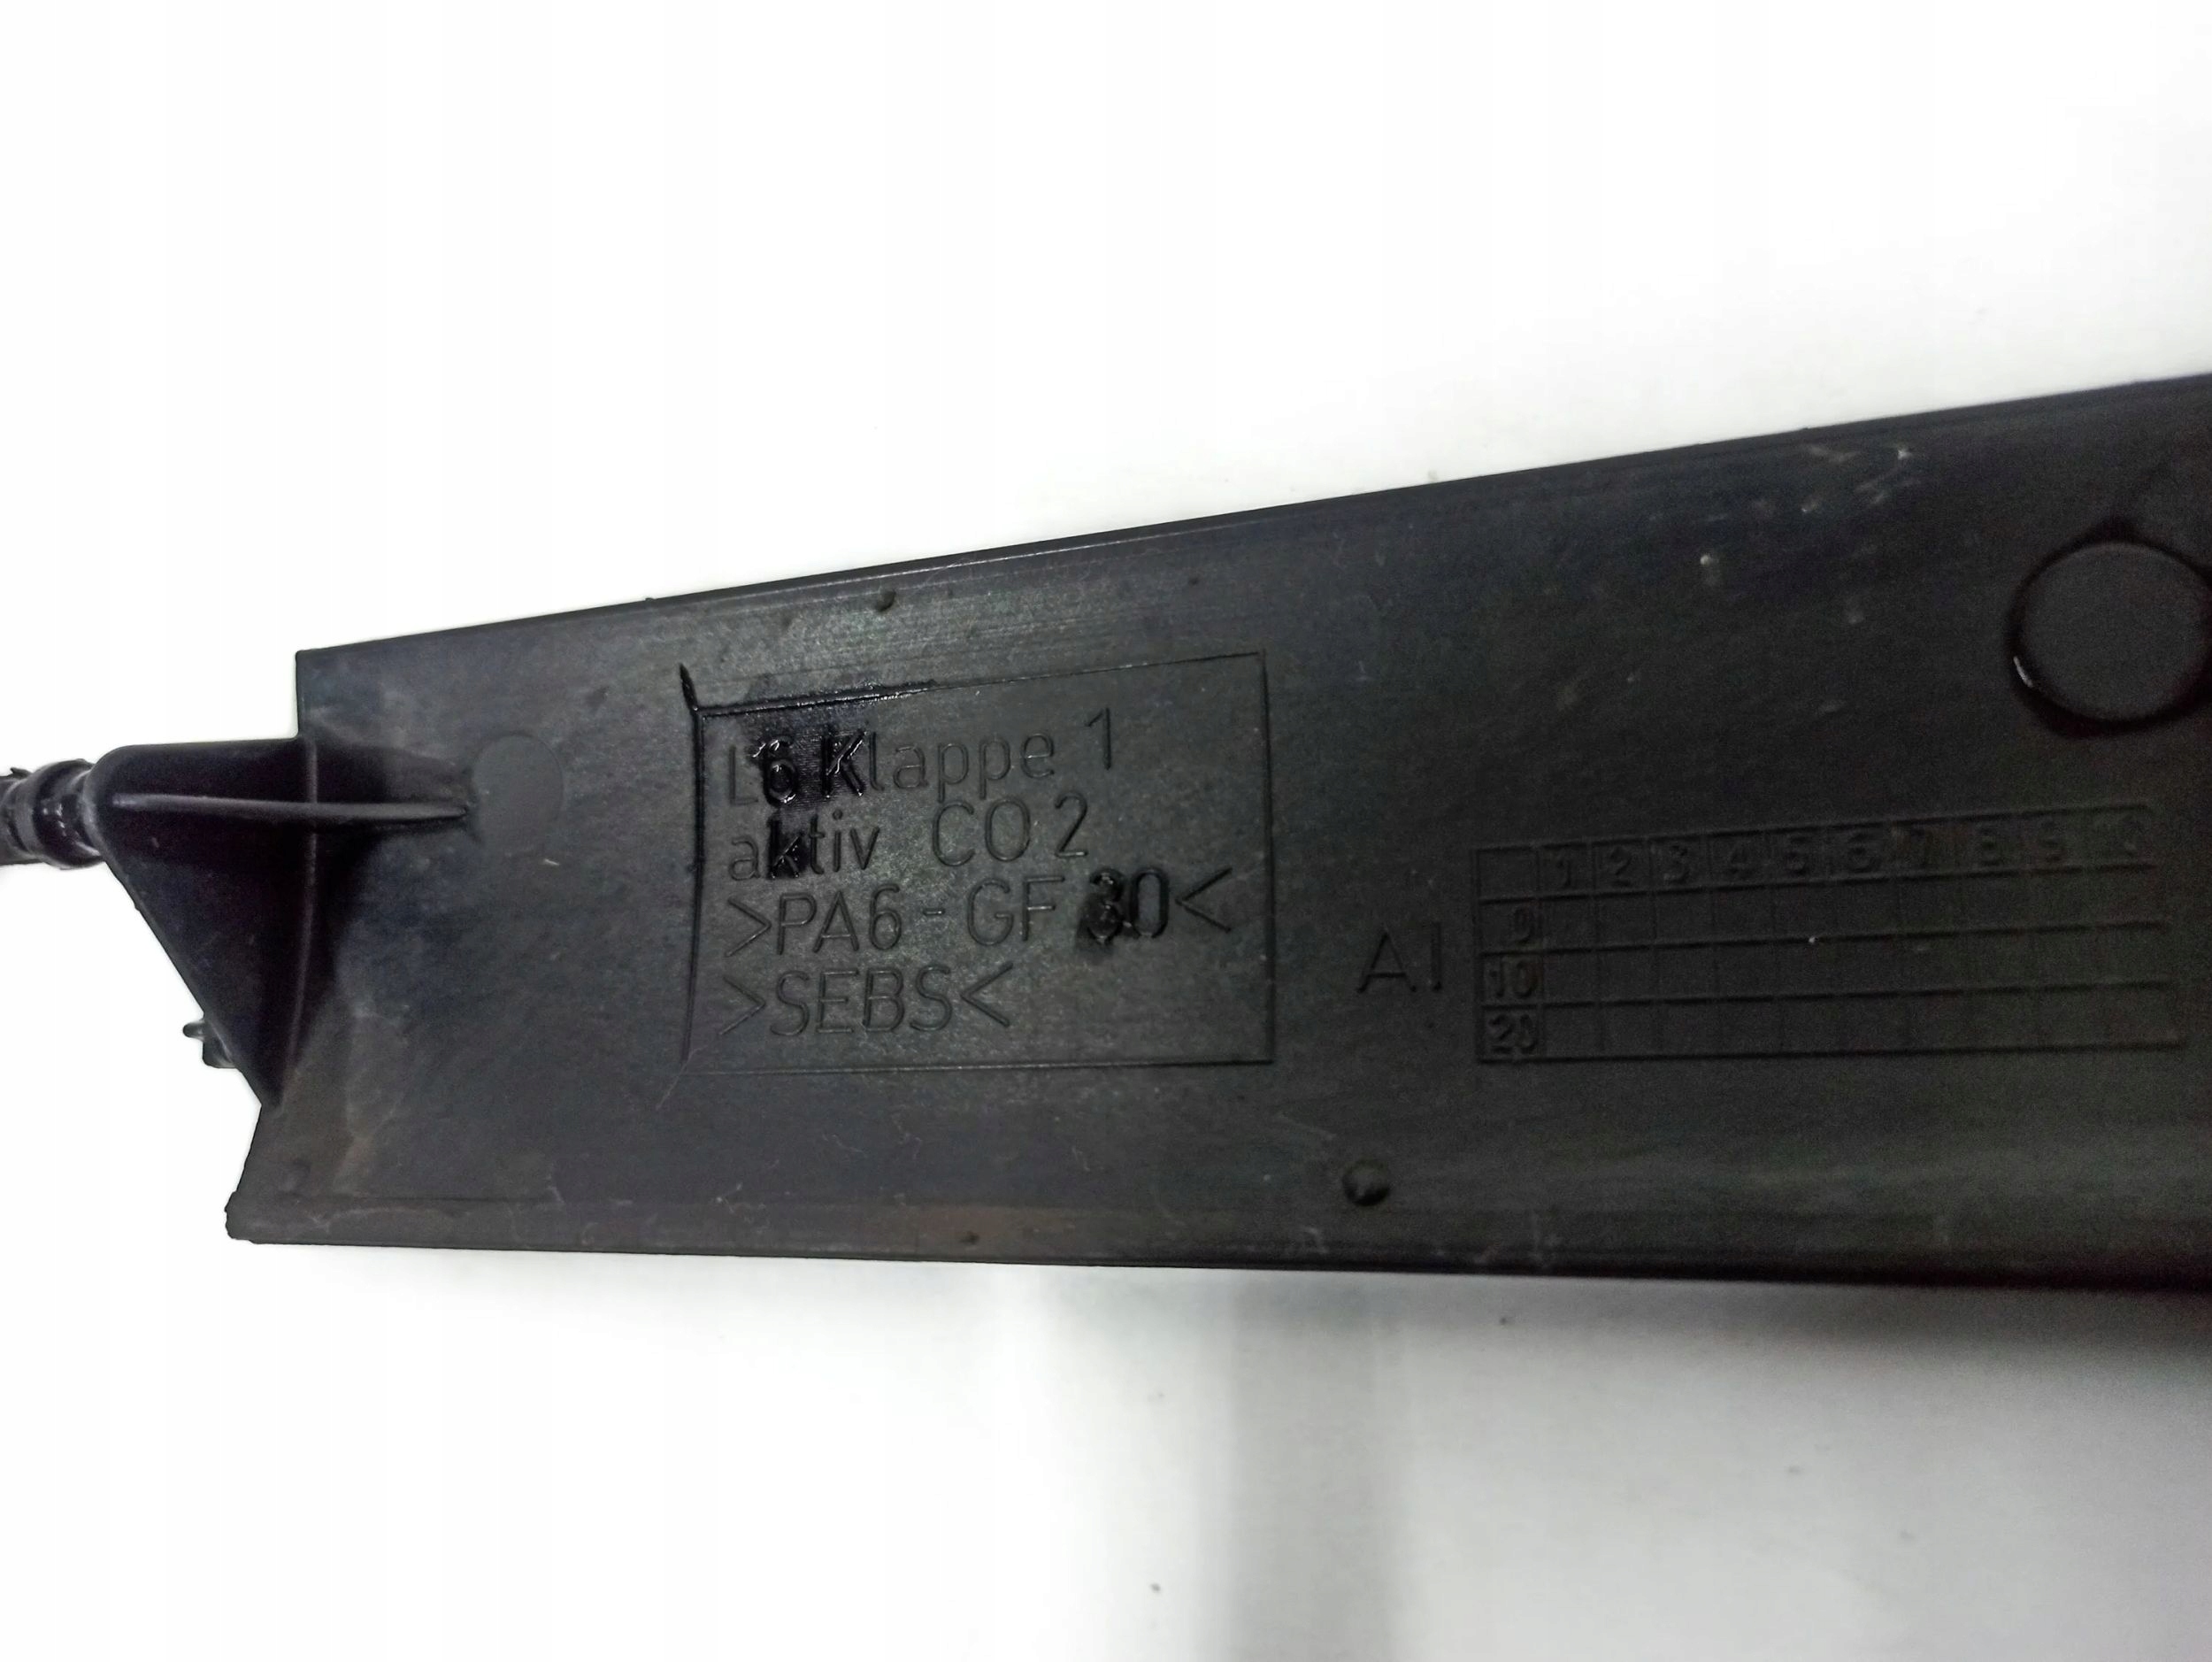 L6 Klappe 1
aktiv CO2
>PA6-GF30<
>SEBS<
A1
1 2 3 4 5 6 7 8 9
9
10
20